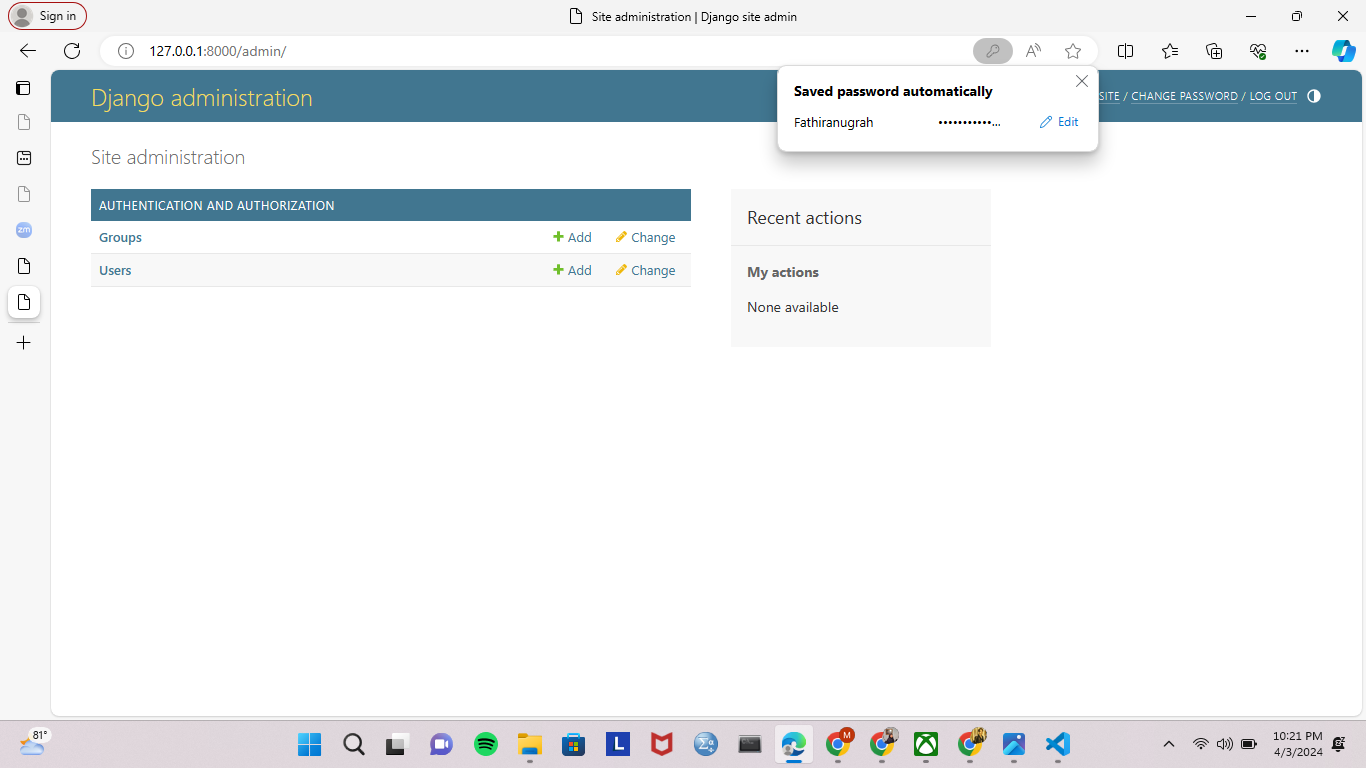 Sign in
Site administration | Django site admin
127.0.0.1:8000/admin/
Saved password automatically
Fathiranugrah ••••••••••• ... Edit
Django administration
SITE / CHANGE PASSWORD / LOG OUT
Site administration
AUTHENTICATION AND AUTHORIZATION
Groups Add Change
Users Add Change
Recent actions
My actions
None available
zm
81°
L
M
10:21 PM
4/3/2024